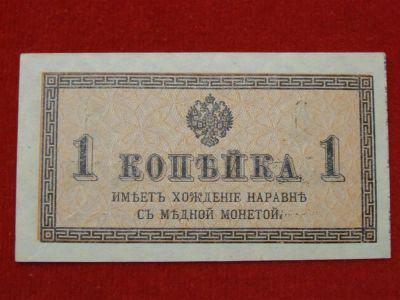 1 КОПѢЙКА 1
ИМѢЕТЪ ХОЖДЕНІЕ НАРАВНѢ
СЪ МѢДНОЙ МОНЕТОЙ.